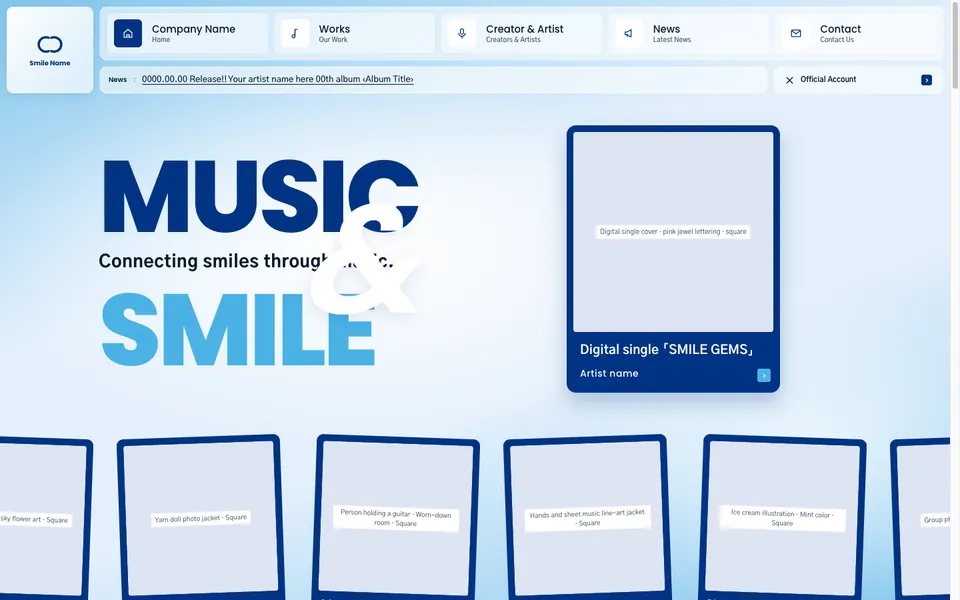 Smile Name
Company Name
Home
Works
Our Work
Creator & Artist
Creators & Artists
News
Latest News
Contact
Contact Us
News : 0000.00.00 Release!! Your artist name here 00th album ‹Album Title›
Official Account
MUSIC
&
Connecting smiles through
SMILE
Digital single cover · pink jewel lettering · square
Digital single「SMILE GEMS」
Artist name
sky flower art · Square
Yarn doll photo jacket · Square
Person holding a guitar · Worn-down
room · Square
Hands and sheet music line-art jacket
· Square
Ice cream illustration · Mint color ·
Square
Group